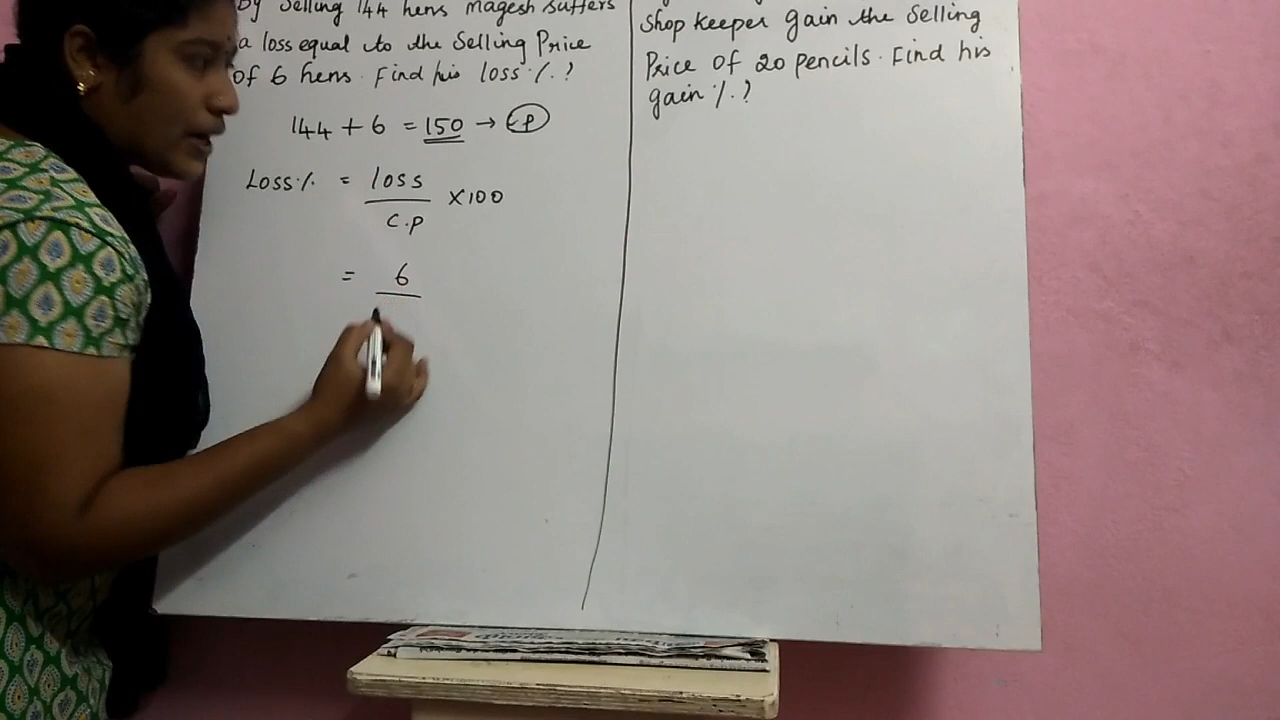 By Selling 144 hens Magesh suffers
a loss equal to the Selling Price
of 6 hens. Find his loss %.?
144 + 6 = 150 → CP
Loss% = loss
C.P
×100
= 6
Shop keeper Gain the Selling
Price of 20 pencils. Find his
gain %.?